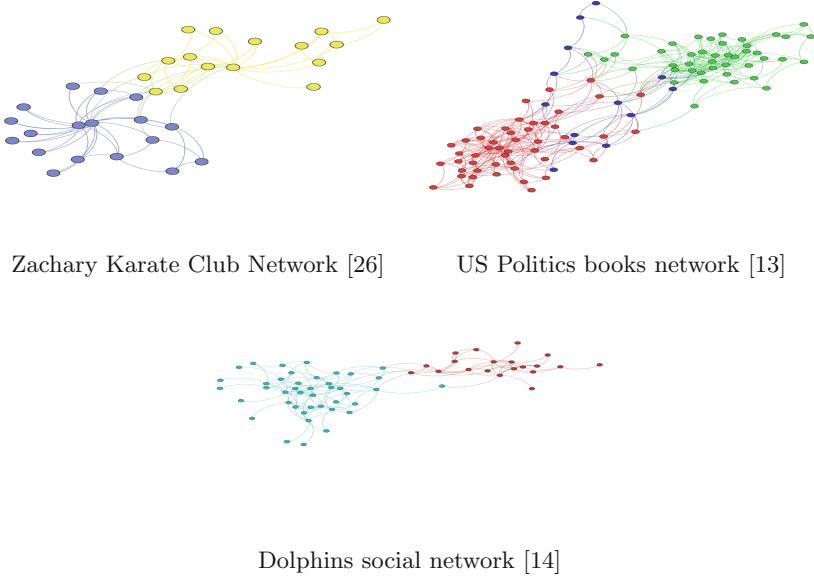 Zachary Karate Club Network [26]
US Politics books network [13]
Dolphins social network [14]